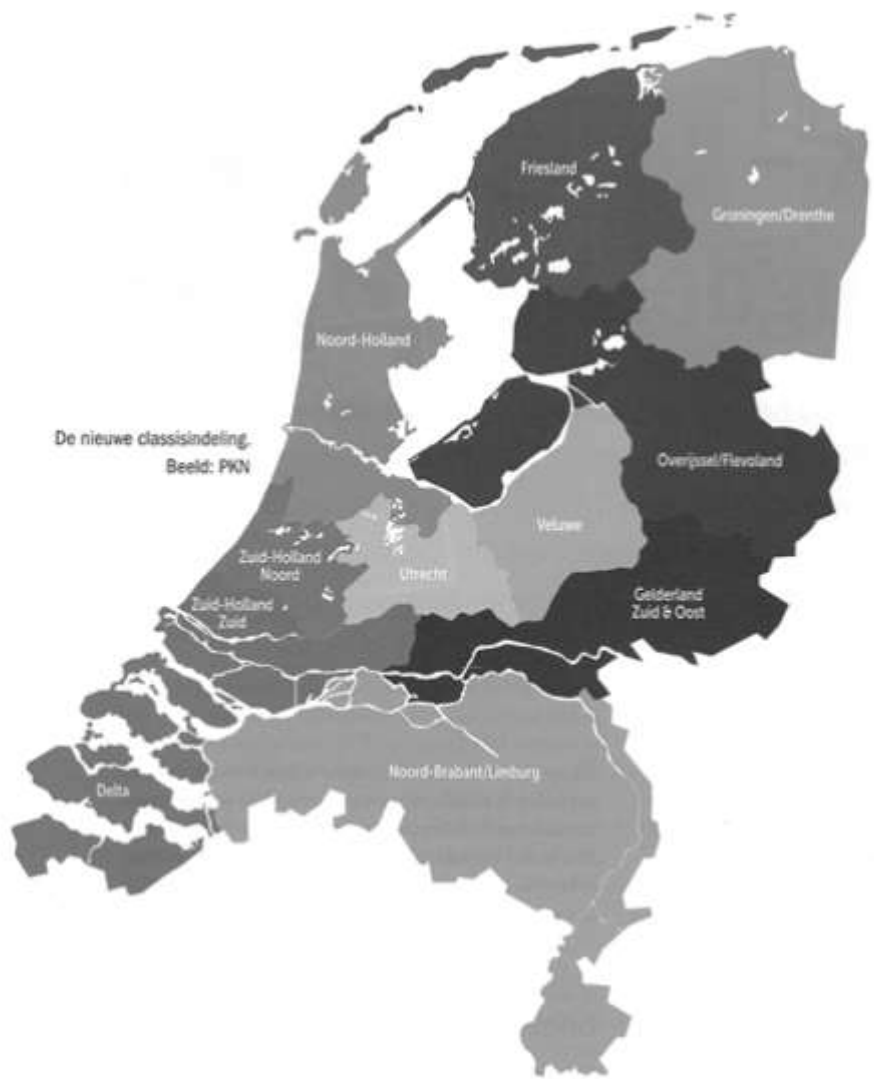 Friesland
Groningen/Drenthe
Noord-Holland
De nieuwe classisindeling.
Beeld: PKN
Overijssel/Flevoland
Veluwe
Zuid-Holland
Noord
Utrecht
Zuid-Holland
Zuid
Gelderland
Zuid & Oost
Noord-Brabant/Limburg
Delta